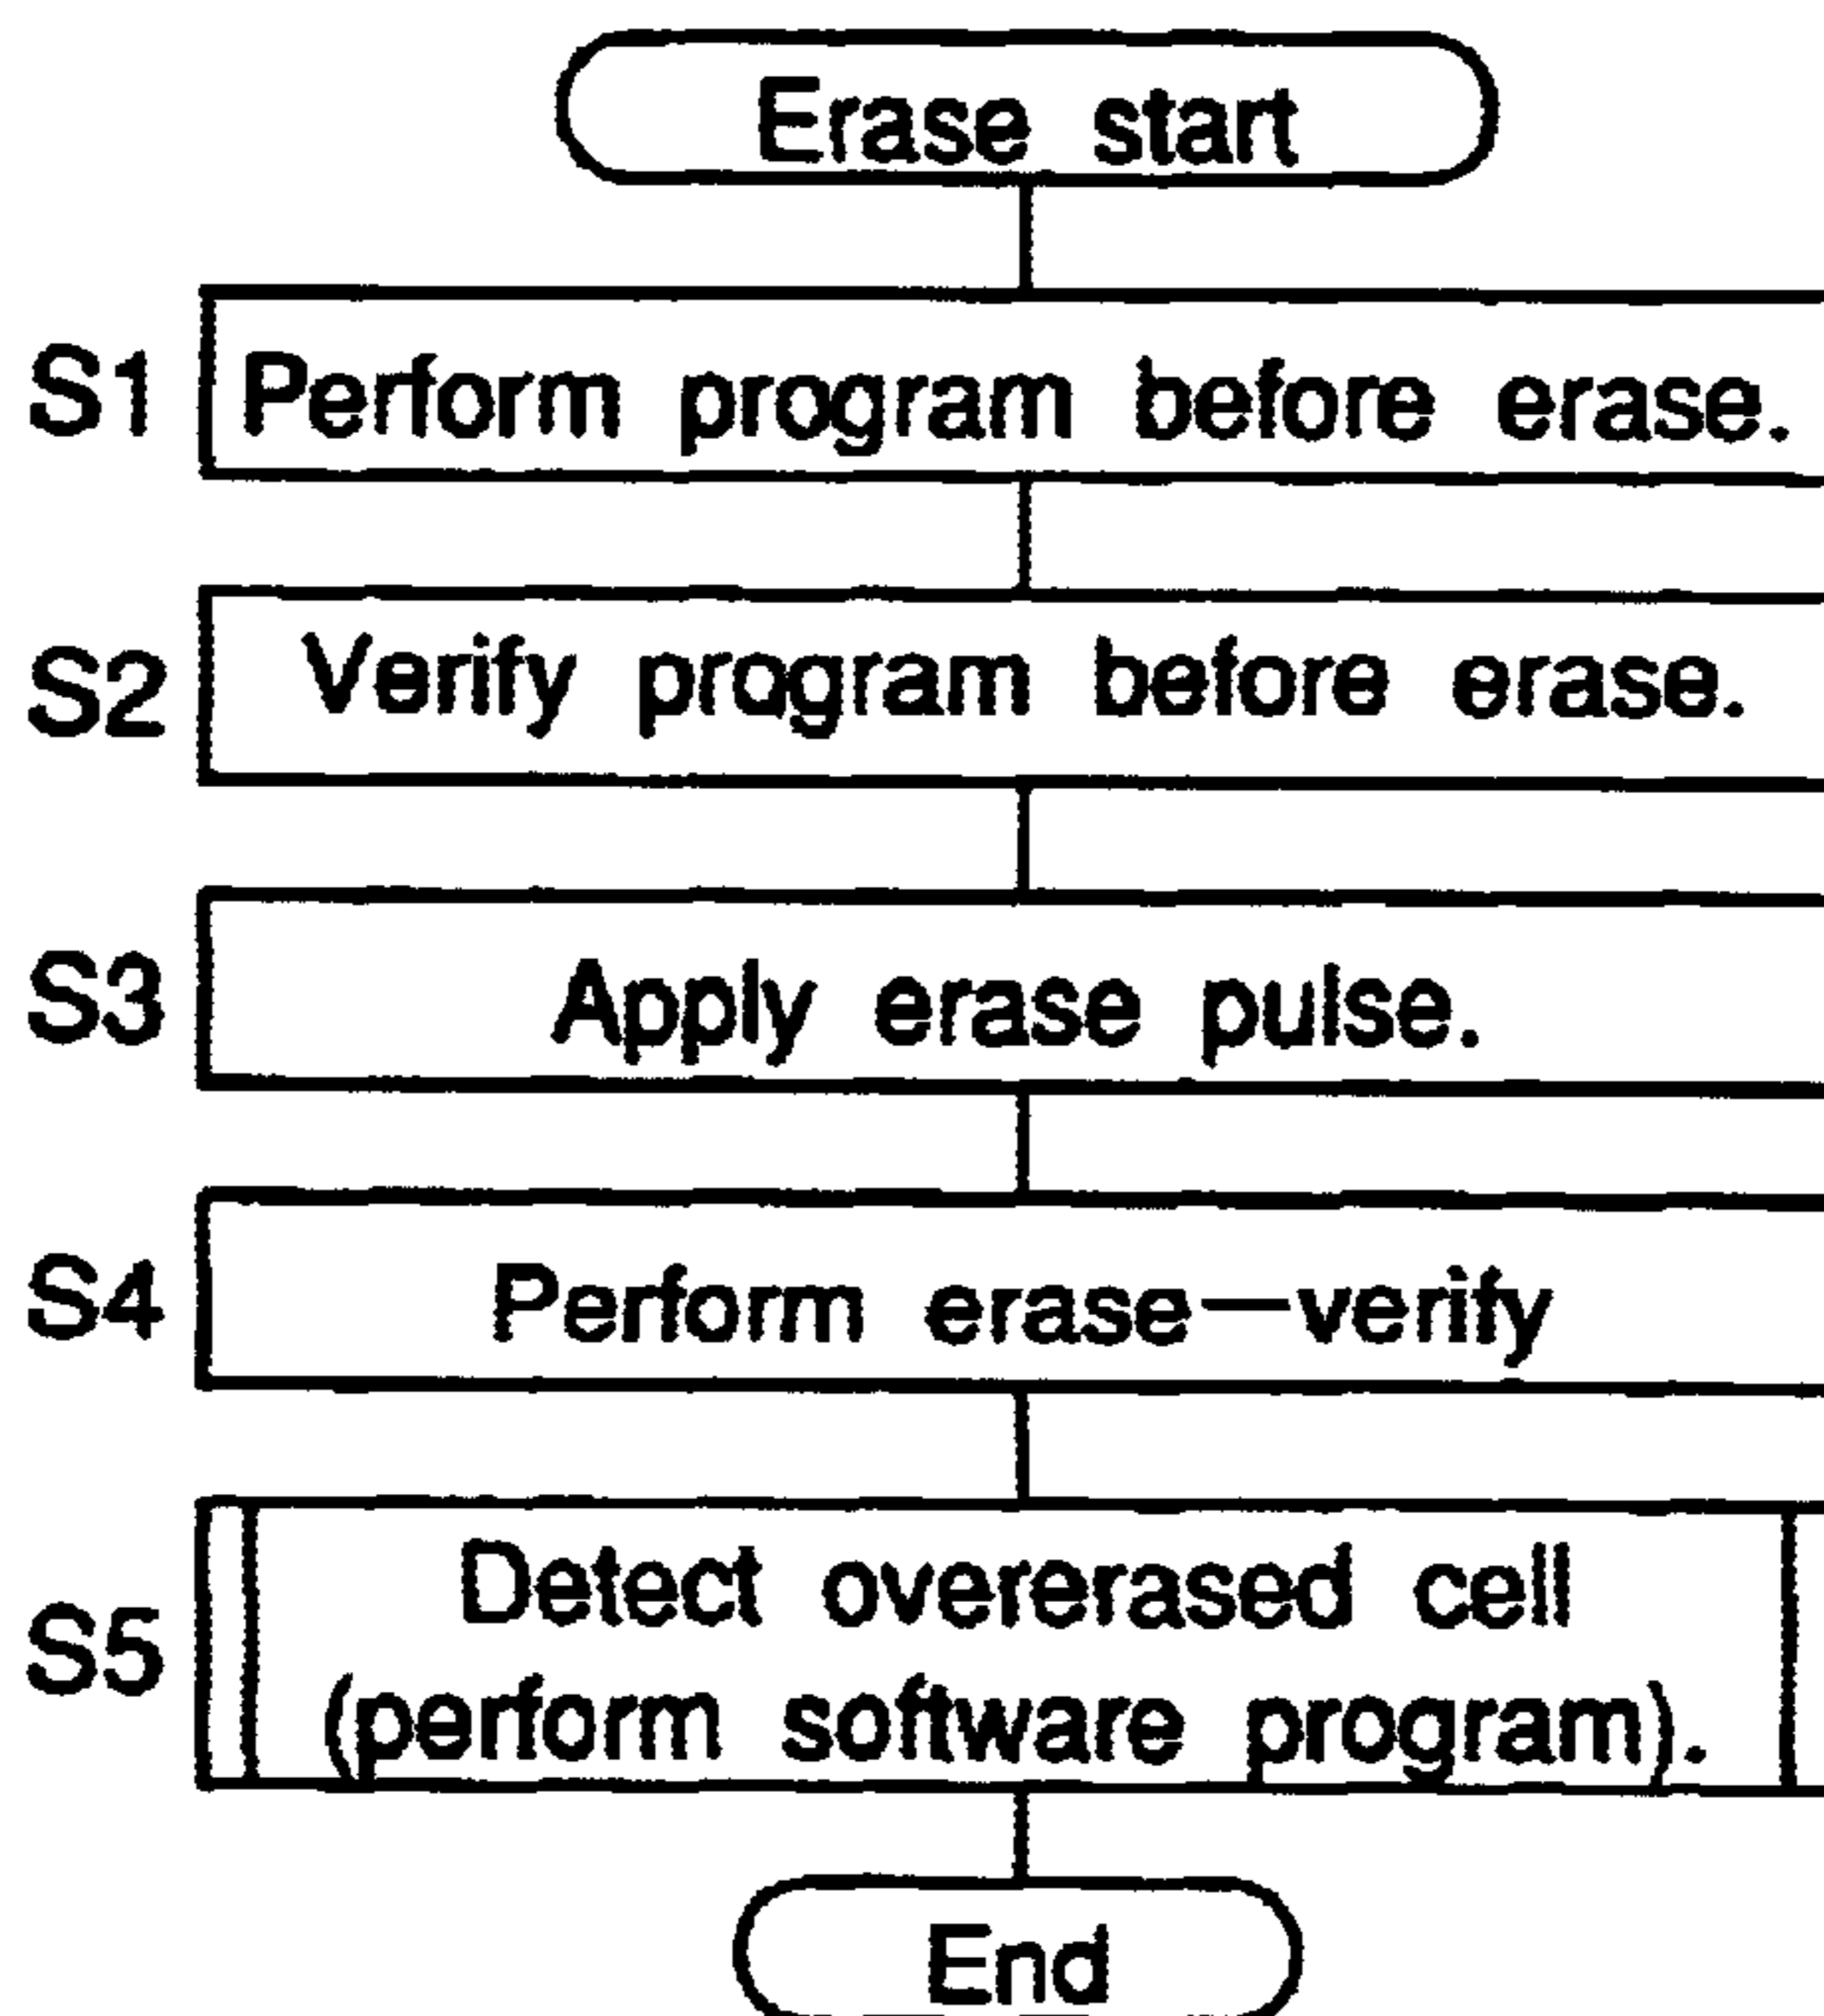 Erase start
S1 Perform program before erase.
S2 Verify program before erase.
S3 Apply erase pulse.
S4 Perform erase—verify
S5 Detect overerased cell
(perform software program).
End